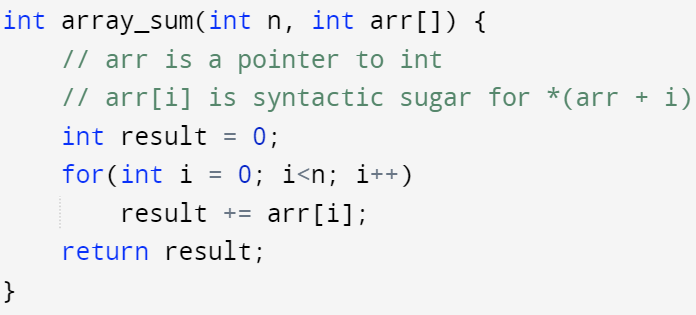 int array_sum(int n, int arr[]) {
    // arr is a pointer to int
    // arr[i] is syntactic sugar for *(arr + i)
    int result = 0;
    for(int i = 0; i<n; i++)
        result += arr[i];
    return result;
}